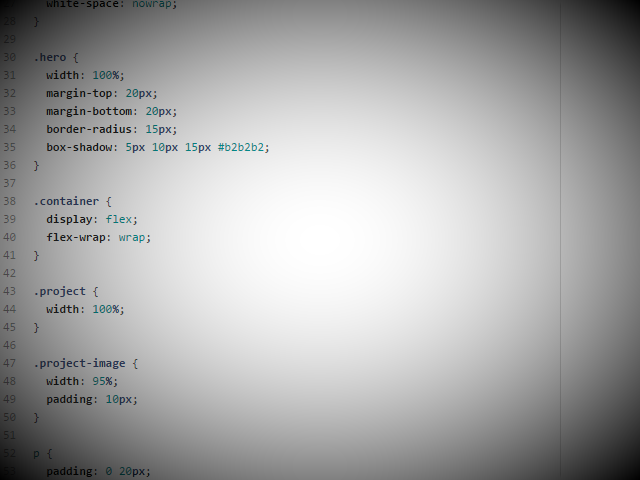 white-space: nowrap;
28 }
29
30 .hero {
31 width: 100%;
32 margin-top: 20px;
33 margin-bottom: 20px;
34 border-radius: 15px;
35 box-shadow: 5px 10px 15px #b2b2b2;
36 }
37
38 .container {
39 display: flex;
40 flex-wrap: wrap;
41 }
42
43 .project {
44 width: 100%;
45 }
46
47 .project-image {
48 width: 95%;
49 padding: 10px;
50 }
51
52 p {
53 padding: 0 20px;